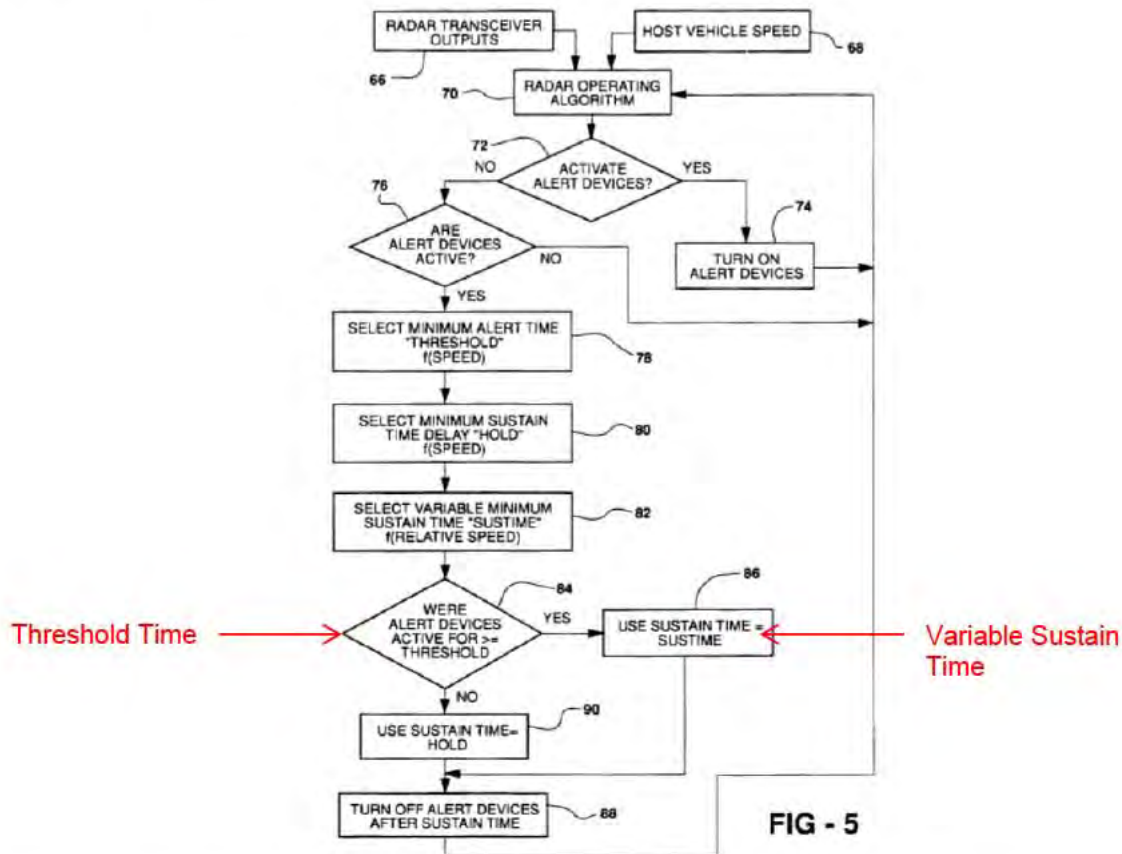 RADAR TRANSCEIVER
OUTPUTS
66
HOST VEHICLE SPEED
68
70
RADAR OPERATING
ALGORITHM
72
NO
ACTIVATE
ALERT DEVICES?
YES
76
ARE
ALERT DEVICES
ACTIVE?
NO
YES
74
TURN ON
ALERT DEVICES
SELECT MINIMUM ALERT TIME
"THRESHOLD"
f(SPEED)
78
SELECT MINIMUM SUSTAIN
TIME DELAY "HOLD"
f(SPEED)
80
SELECT VARIABLE MINIMUM
SUSTAIN TIME "SUSTIME"
f(RELATIVE SPEED)
82
Threshold Time
84
WERE
ALERT DEVICES
ACTIVE FOR >=
THRESHOLD
YES
NO
86
USE SUSTAIN TIME =
SUSTIME
Variable Sustain
Time
90
USE SUSTAIN TIME=
HOLD
TURN OFF ALERT DEVICES
AFTER SUSTAIN TIME
88
FIG - 5